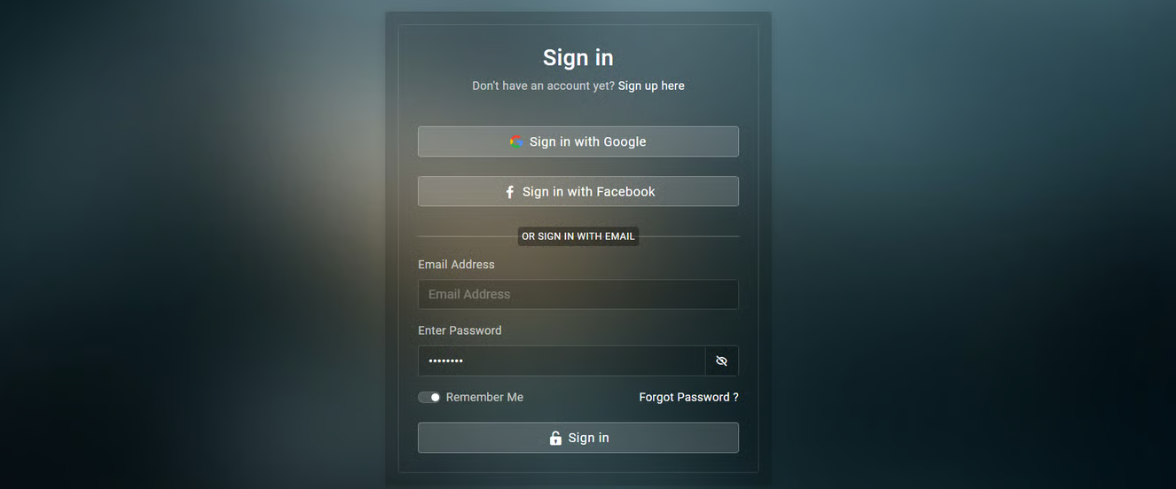 Sign in
Don't have an account yet? Sign up here
Sign in with Google
Sign in with Facebook
OR SIGN IN WITH EMAIL
Email Address
Email Address
Enter Password
••••••••
Remember Me Forgot Password ?
Sign in